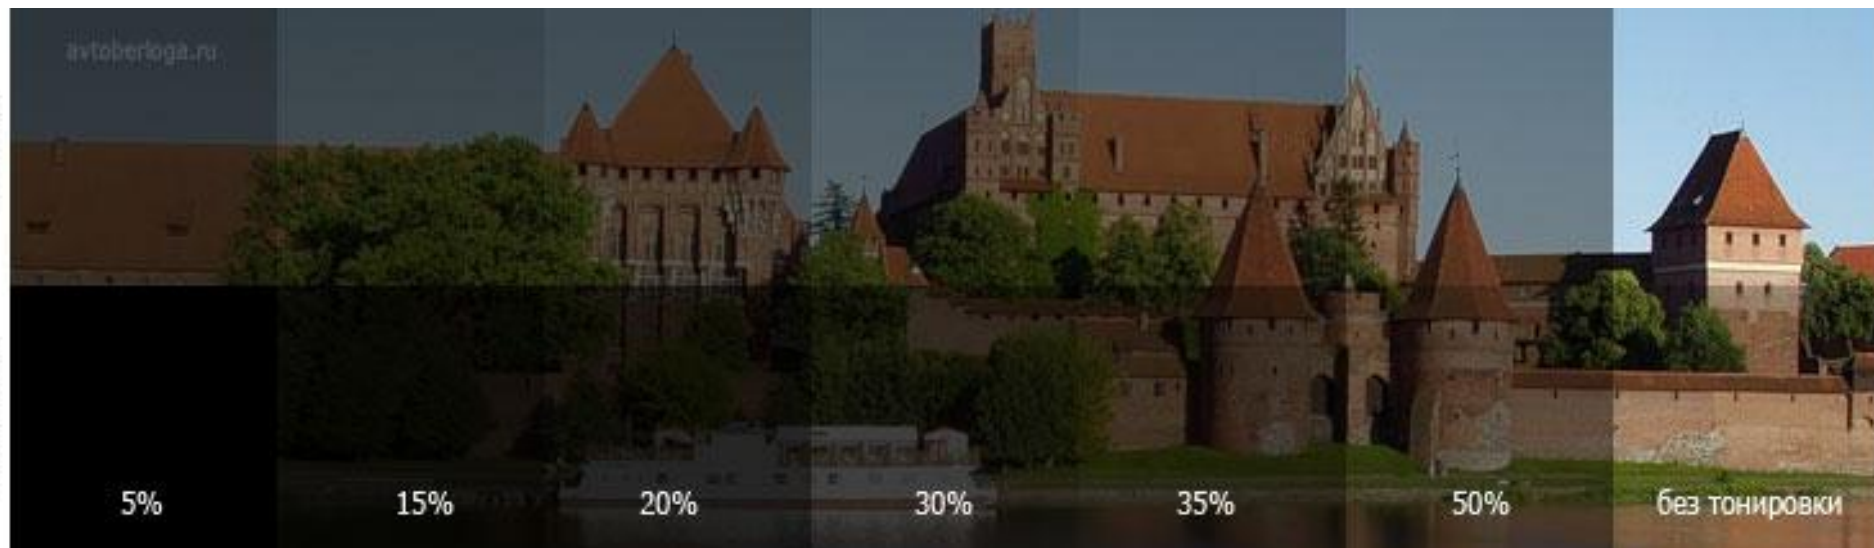 avtoberloga.ru
5% 15% 20% 30% 35% 50% без тонировки